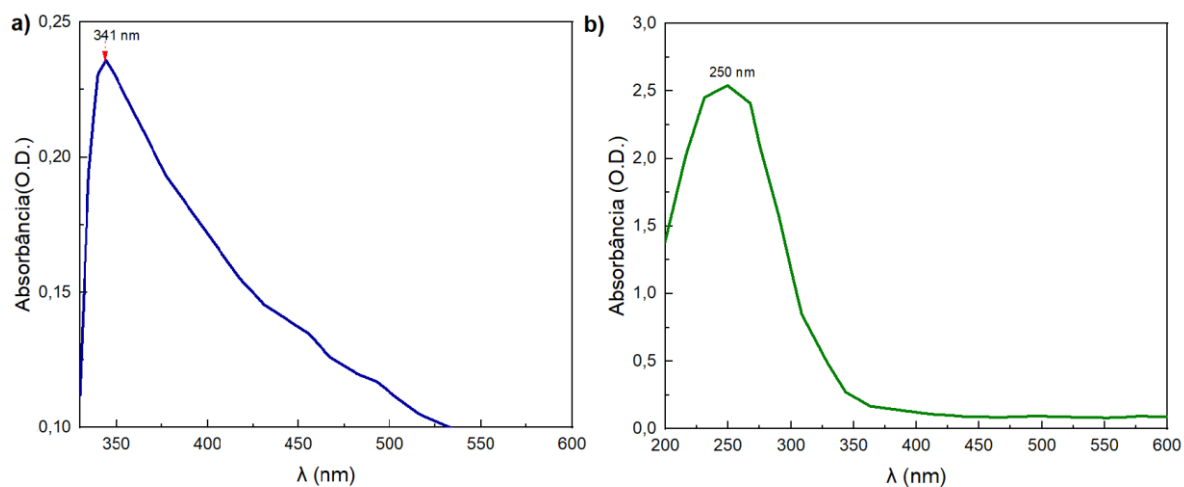 a)
341 nm
0,25
0,20
0,15
0,10
Absorbância(O.D.)
350 400 450 500 550 600
λ (nm)
b)
250 nm
3,0
2,5
2,0
1,5
1,0
0,5
0,0
Absorbância (O.D.)
200 250 300 350 400 450 500 550 600
λ (nm)